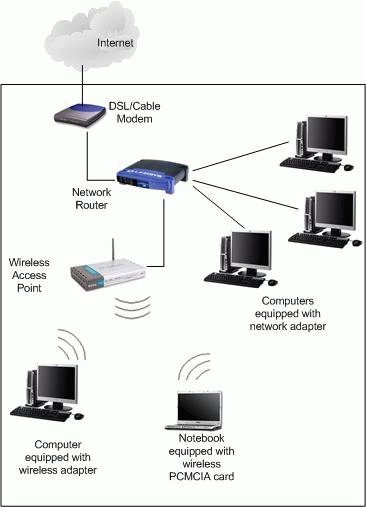 Internet
DSL/Cable
Modem
Network
Router
LINKSYS
Wireless
Access
Point
Computers
equipped with
network adapter
Computer
equipped with
wireless adapter
Notebook
equipped with
wireless
PCMCIA card